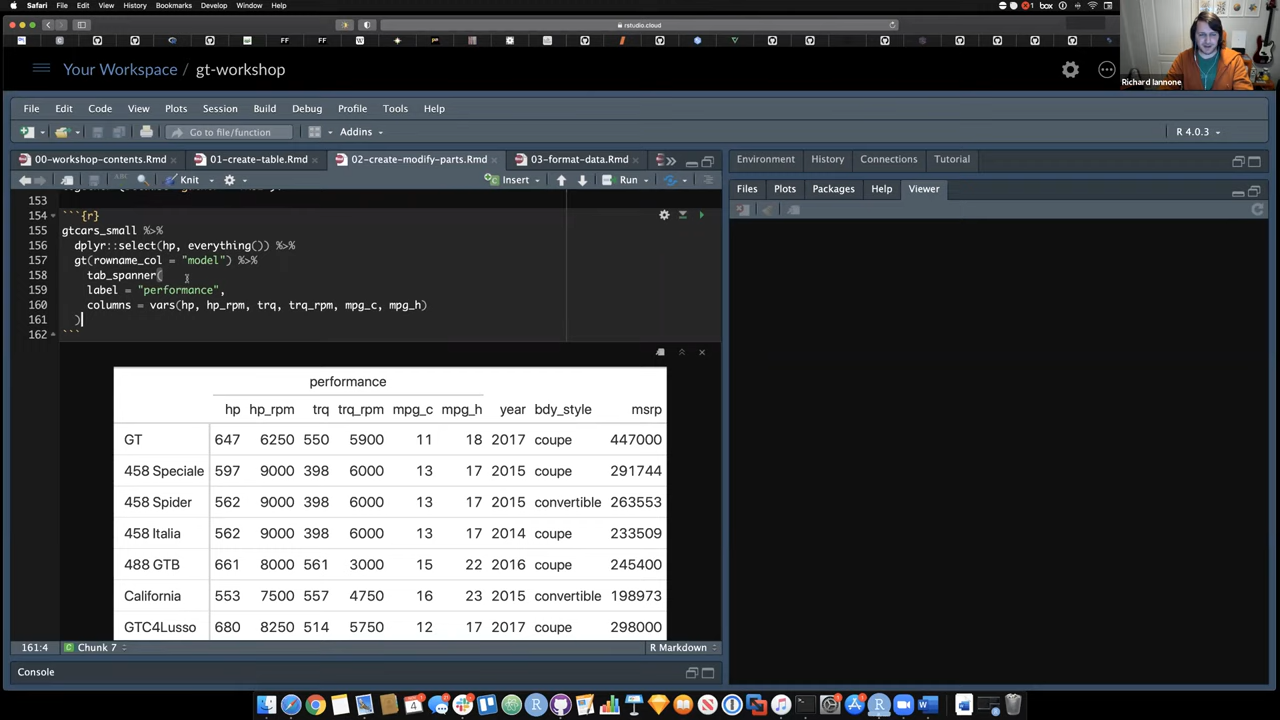 Safari File Edit View History Bookmarks Develop Window Help
box
rstudio.cloud
FF FF
Richard Iannone
Your Workspace / gt-workshop
File Edit Code View Plots Session Build Debug Profile Tools Help
Go to file/function Addins R 4.0.3
00-workshop-contents.Rmd 01-create-table.Rmd 02-create-modify-parts.Rmd 03-format-data.Rmd
Environment History Connections Tutorial
ABC Knit Insert Run
Files Plots Packages Help Viewer
153
154 ```{r}
155 gtcars_small %>%
156 dplyr::select(hp, everything()) %>%
157 gt(rowname_col = "model") %>%
158 tab_spanner(
159 label = "performance",
160 columns = vars(hp, hp_rpm, trq, trq_rpm, mpg_c, mpg_h)
161 )
162 ```
performance
hp hp_rpm trq trq_rpm mpg_c mpg_h year bdy_style msrp
GT 647 6250 550 5900 11 18 2017 coupe 447000
458 Speciale 597 9000 398 6000 13 17 2015 coupe 291744
458 Spider 562 9000 398 6000 13 17 2015 convertible 263553
458 Italia 562 9000 398 6000 13 17 2014 coupe 233509
488 GTB 661 8000 561 3000 15 22 2016 coupe 245400
California 553 7500 557 4750 16 23 2015 convertible 198973
GTC4Lusso 680 8250 514 5750 12 17 2017 coupe 298000
161:4 Chunk 7 R Markdown
Console